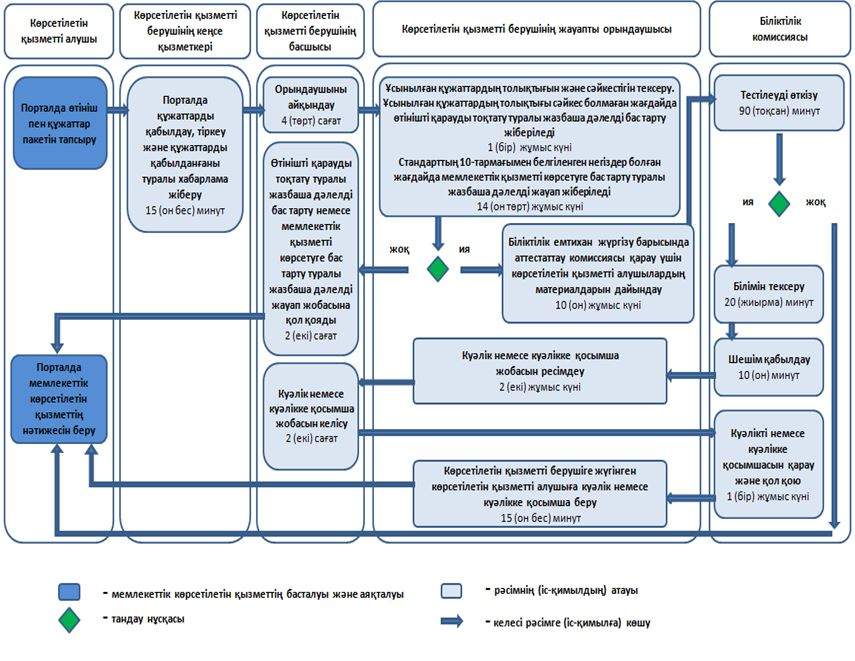 Көрсетілетін
қызметті алушы
Көрсетілетін қызметті
берушінің кеңсе
қызметкері
Көрсетілетін
қызметті берушінің
басшысы
Көрсетілетін қызметті берушінің жауапты орындаушысы
Біліктілік
комиссиясы
Порталда өтініш
пен құжаттар
пакетін тапсыру
Порталда
құжаттарды
қабылдау, тіркеу
және құжаттарды
қабылданғаны
туралы хабарлама
жіберу
15 (он бес) минут
Орындаушыны
айқындау
4 (төрт) сағат
Ұсынылған құжаттардың толықтығын және сәйкестігін тексеру.
Ұсынылған құжаттардың толықтығы сәйкес болмаған жағдайда
өтінішті қарауды тоқтату туралы жазбаша дәлелді бас тарту
жіберіледі
1 (бір) жұмыс күні
Стандарттың 10-тармағымен белгіленген негіздер болған
жағдайда мемлекеттік қызметті көрсетуге бас тарту туралы
жазбаша дәлелді жауап жіберіледі
14 (он төрт) жұмыс күні
Тестілеуді өткізу
90 (тоқсан) минут
ия
жоқ
Өтінішті қарауды
тоқтату туралы
жазбаша дәлелді
бас тарту немесе
мемлекеттік
қызметті
көрсетуге бас
тарту туралы
жазбаша дәлелді
жауап жобасына
қол қояды
2 (екі) сағат
жоқ
ия
Біліктілік емтихан жүргізу барысында
аттестаттау комиссиясы қарау үшін
көрсетілетін қызметті алушылардың
материалдарын дайындау
10 (он) жұмыс күні
Білімін тексеру
20 (жиырма) минут
Порталда
мемлекеттік
көрсетілетін
қызметтің
нәтижесін беру
Куәлік немесе куәлікке қосымша
жобасын ресімдеу
2 (екі) жұмыс күні
Шешім қабылдау
10 (он) минут
Куәлік немесе
куәлікке қосымша
жобасын келісу
2 (екі) сағат
Куәлікті немесе
куәлікке
қосымшасын қарау
және қол қою
1 (бір) жұмыс күні
Көрсетілетін қызметті берушіге жүгінген
көрсетілетін қызметті алушыға куәлік немесе
куәлікке қосымша беру
15 (он бес) минут
- мемлекеттік көрсетілетін қызметтің басталуы және аяқталуы
- рәсімнің (іс-қимылдың) атауы
- тандау нұсқасы
- келесі рәсімге (іс-қимылға) көшу